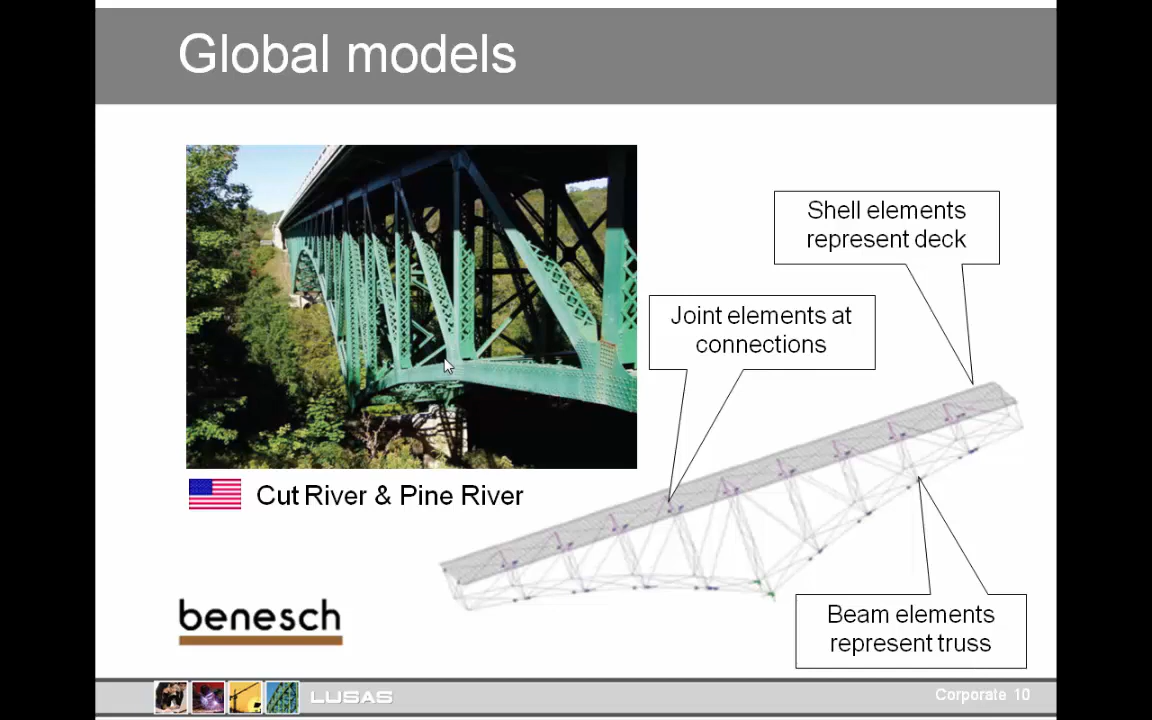 Global models
Shell elements
represent deck
Joint elements at
connections
Cut River & Pine River
benesch
Beam elements
represent truss
LUSAS
Corporate 10